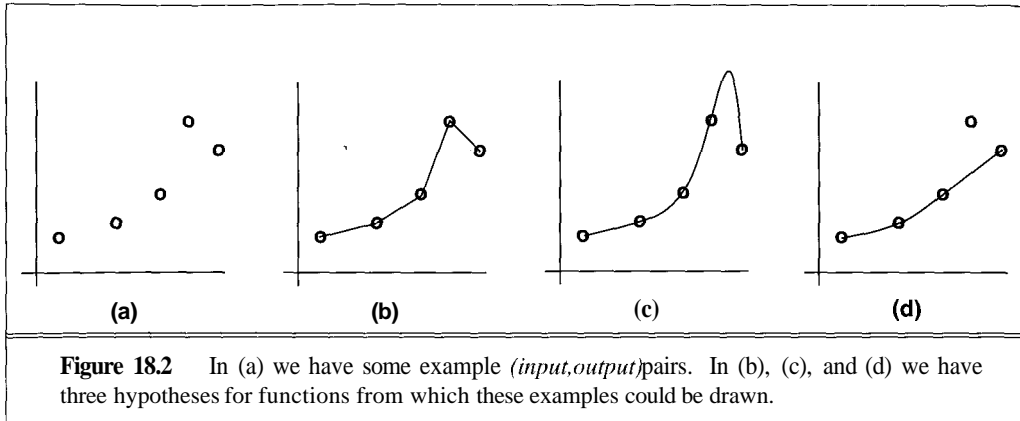 (a) (b) (c) (d)
Figure 18.2 In (a) we have some example (input,output)pairs. In (b), (c), and (d) we have
three hypotheses for functions from which these examples could be drawn.